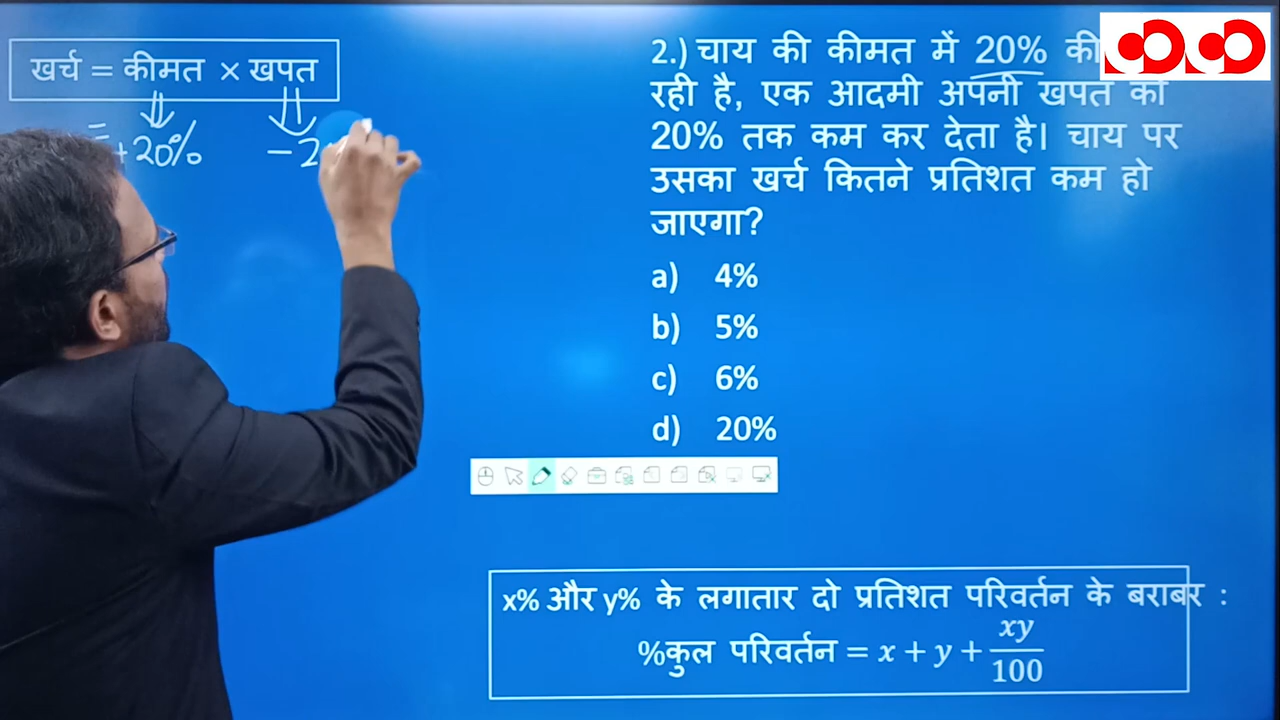 खर्च = कीमत × खपत
= +20% -2
2.) चाय की कीमत में 20% की
रही है, एक आदमी अपनी खपत को
20% तक कम कर देता है। चाय पर
उसका खर्च कितने प्रतिशत कम हो
जाएगा?
a) 4%
b) 5%
c) 6%
d) 20%
x% और y% के लगातार दो प्रतिशत परिवर्तन के बराबर :
%कुल परिवर्तन = x + y + xy/100